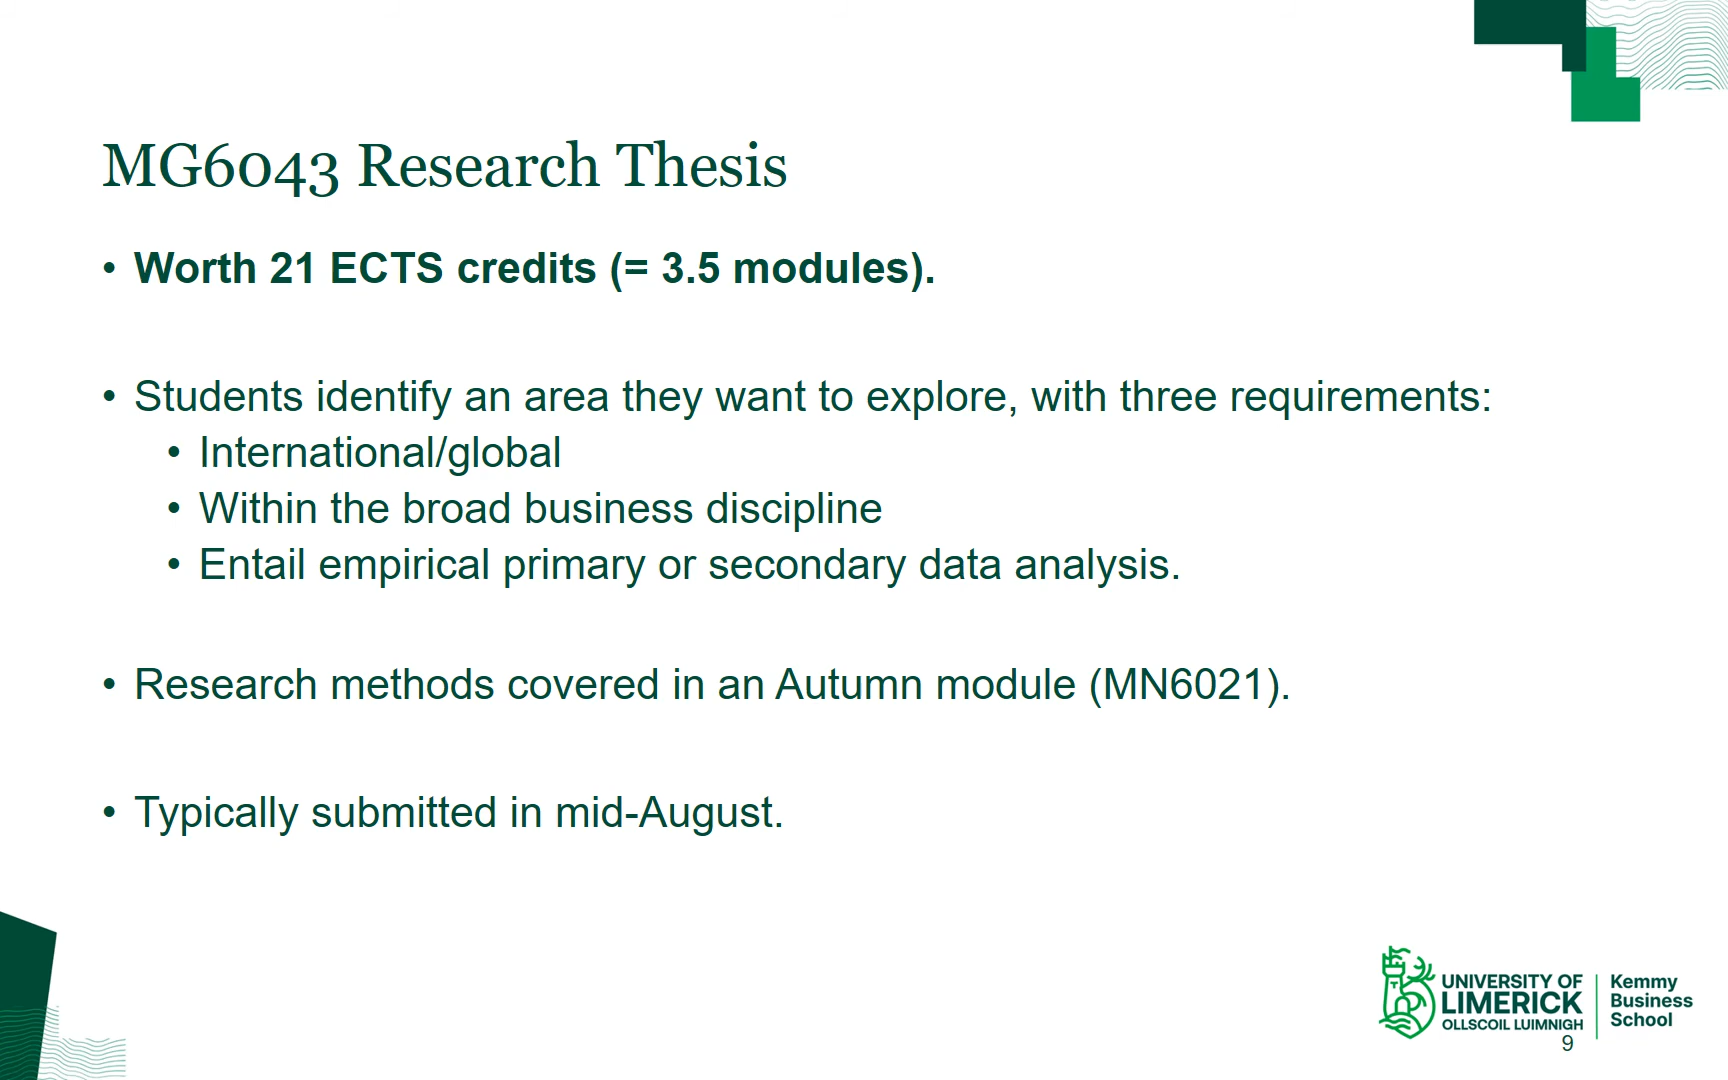 MG6043 Research Thesis
• Worth 21 ECTS credits (= 3.5 modules).
• Students identify an area they want to explore, with three requirements:
• International/global
• Within the broad business discipline
• Entail empirical primary or secondary data analysis.
• Research methods covered in an Autumn module (MN6021).
• Typically submitted in mid-August.
UNIVERSITY OF
LIMERICK
OLLSCOIL LUIMNIGH
Kemmy
Business
School
9